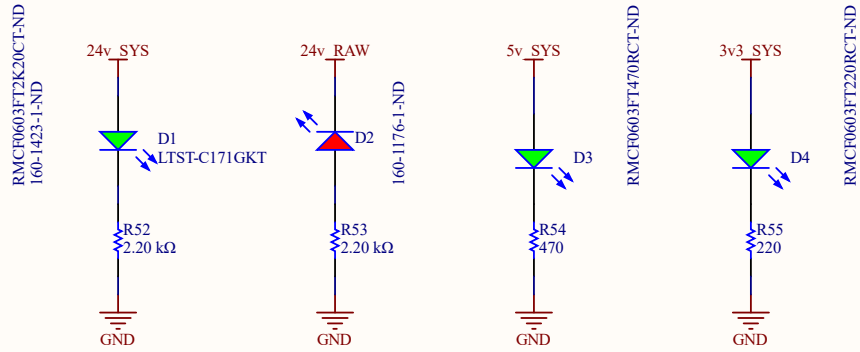 24v_SYS
24v_RAW
5v_SYS
3v3_SYS
RMCF0603FT2K20CT-ND
160-1423-1-ND
D1
LTST-C171GKT
D2
160-1176-1-ND
D3
RMCF0603FT470RCT-ND
D4
RMCF0603FT220RCT-ND
R52
2.20 kΩ
R53
2.20 kΩ
R54
470
R55
220
GND
GND
GND
GND